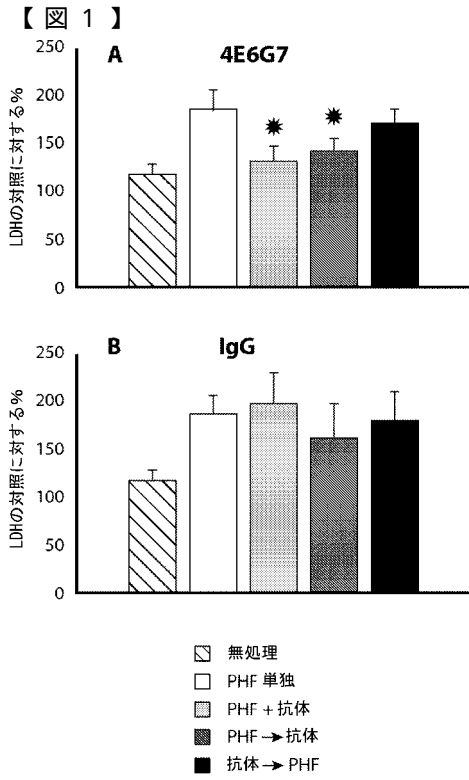 【図1】
A 4E6G7
LDHの対照に対する%
250
200
150
100
50
0
B IgG
LDHの対照に対する%
250
200
150
100
50
0
無処理
PHF 単独
PHF + 抗体
PHF → 抗体
抗体 → PHF